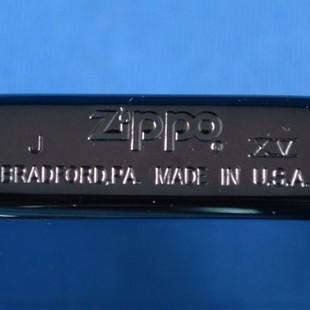 Zippo
J XV
BRADFORD,PA. MADE IN U.S.A.